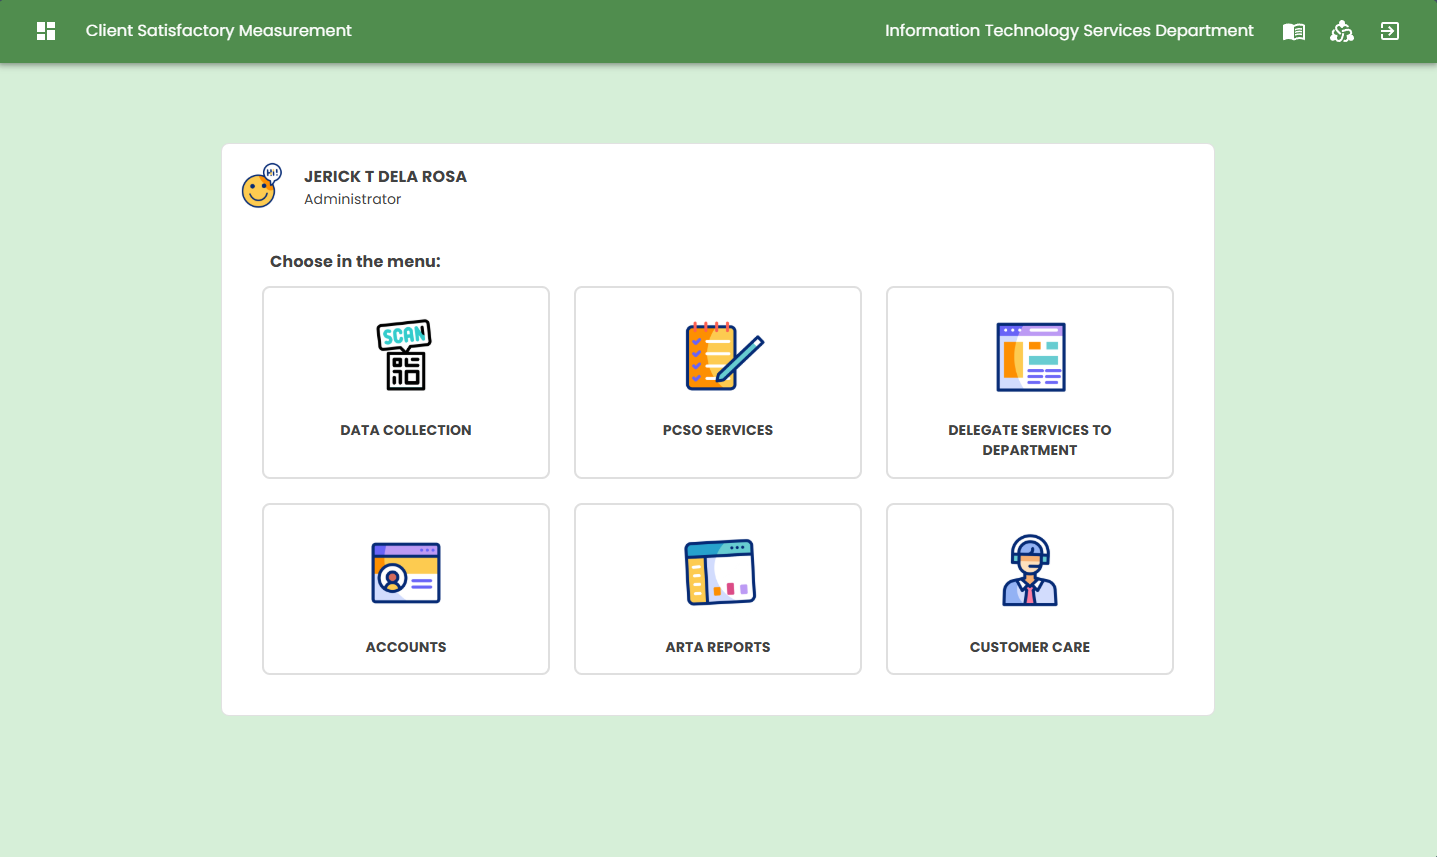 Client Satisfactory Measurement
Information Technology Services Department
Hi!
JERICK T DELA ROSA
Administrator
Choose in the menu:
SCAN
DATA COLLECTION
PCSO SERVICES
DELEGATE SERVICES TO
DEPARTMENT
ACCOUNTS
ARTA REPORTS
CUSTOMER CARE